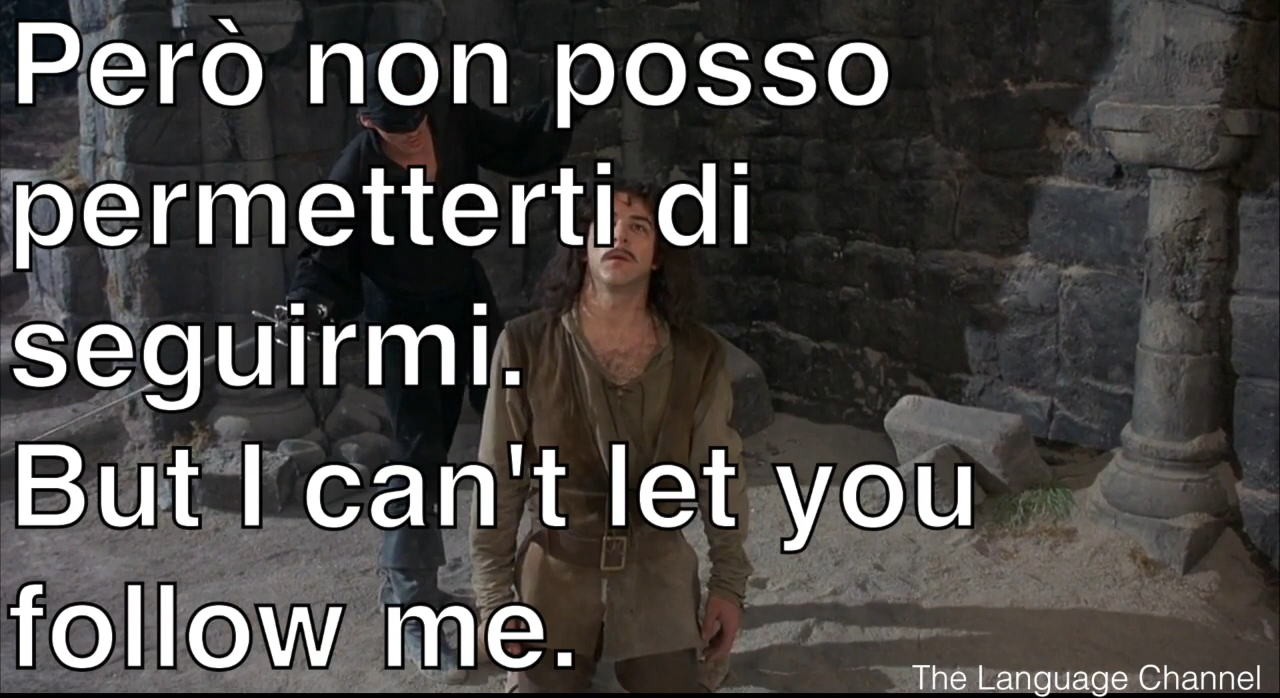 Però non posso
permetterti di
seguirmi.
But I can't let you
follow me.
The Language Channel